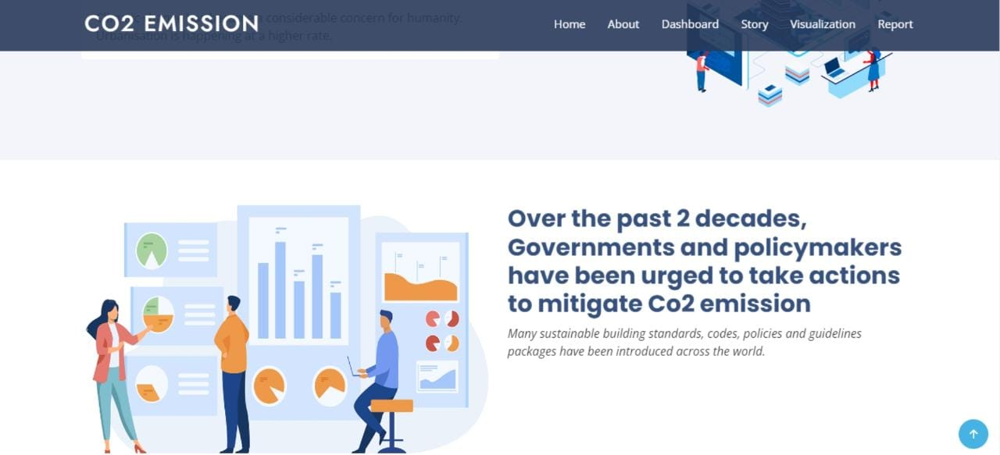 CO2 EMISSION
Home About Dashboard Story Visualization Report
considerable concern for humanity.
Urbanisation is happening at a higher rate.
Over the past 2 decades,
Governments and policymakers
have been urged to take actions
to mitigate Co2 emission
Many sustainable building standards, codes, policies and guidelines
packages have been introduced across the world.